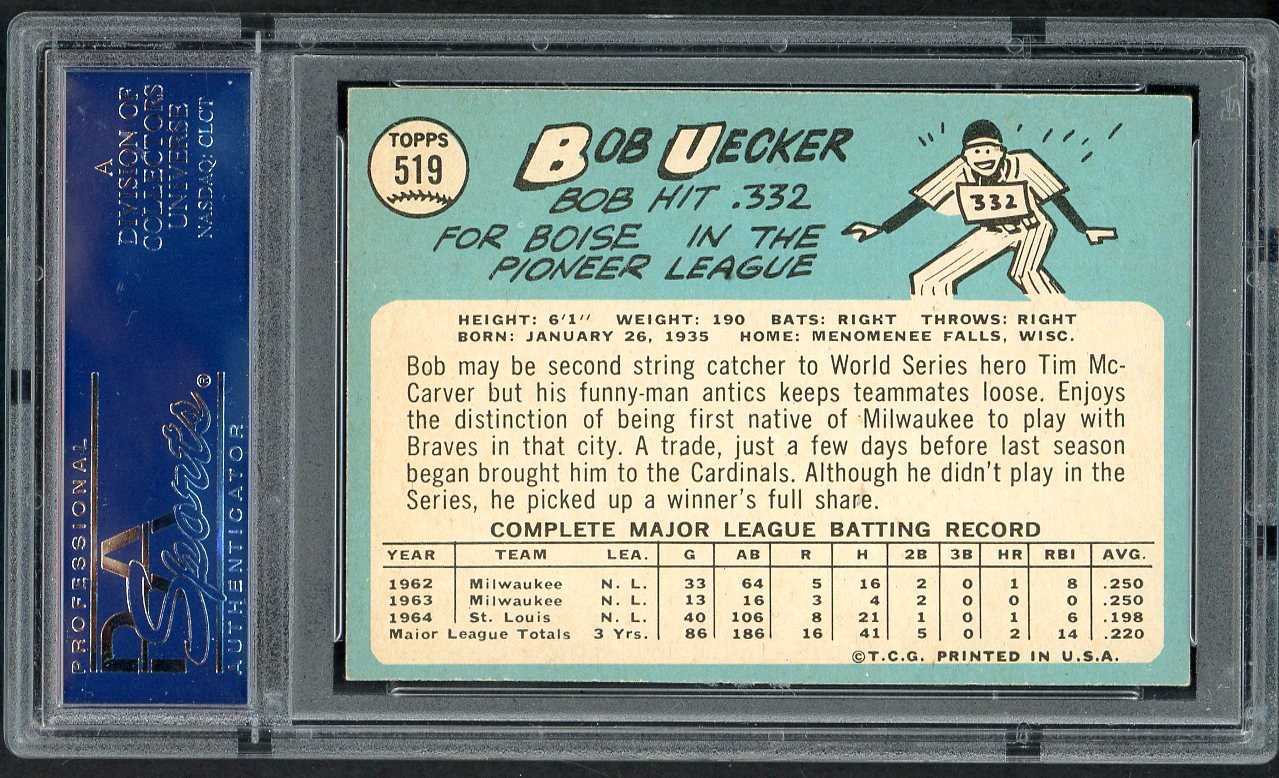 A
DIVISION OF
COLLECTORS
UNIVERSE
NASDAQ: CLCT
PROFESSIONAL
PSA
Sports®
AUTHENTICATOR
TOPPS
519
BOB UECKER
BOB HIT .332
FOR BOISE IN THE
PIONEER LEAGUE
332
HEIGHT: 6'1" WEIGHT: 190 BATS: RIGHT THROWS: RIGHT
BORN: JANUARY 26, 1935 HOME: MENOMENEE FALLS, WISC.
Bob may be second string catcher to World Series hero Tim Mc-
Carver but his funny-man antics keeps teammates loose. Enjoys
the distinction of being first native of Milwaukee to play with
Braves in that city. A trade, just a few days before last season
began brought him to the Cardinals. Although he didn't play in the
Series, he picked up a winner's full share.
COMPLETE MAJOR LEAGUE BATTING RECORD
YEAR TEAM LEA. G AB R H 2B 3B HR RBI AVG.
1962 Milwaukee N. L. 33 64 5 16 2 0 1 8 .250
1963 Milwaukee N. L. 13 16 3 4 2 0 0 0 .250
1964 St. Louis N. L. 40 106 8 21 1 0 1 6 .198
Major League Totals 3 Yrs. 86 186 16 41 5 0 2 14 .220
©T.C.G. PRINTED IN U.S.A.